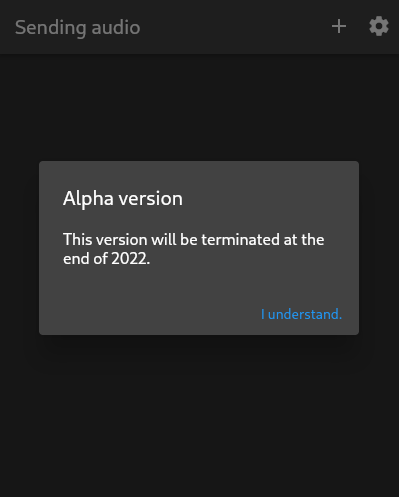 Sending audio
Alpha version
This version will be terminated at the
end of 2022.
I understand.